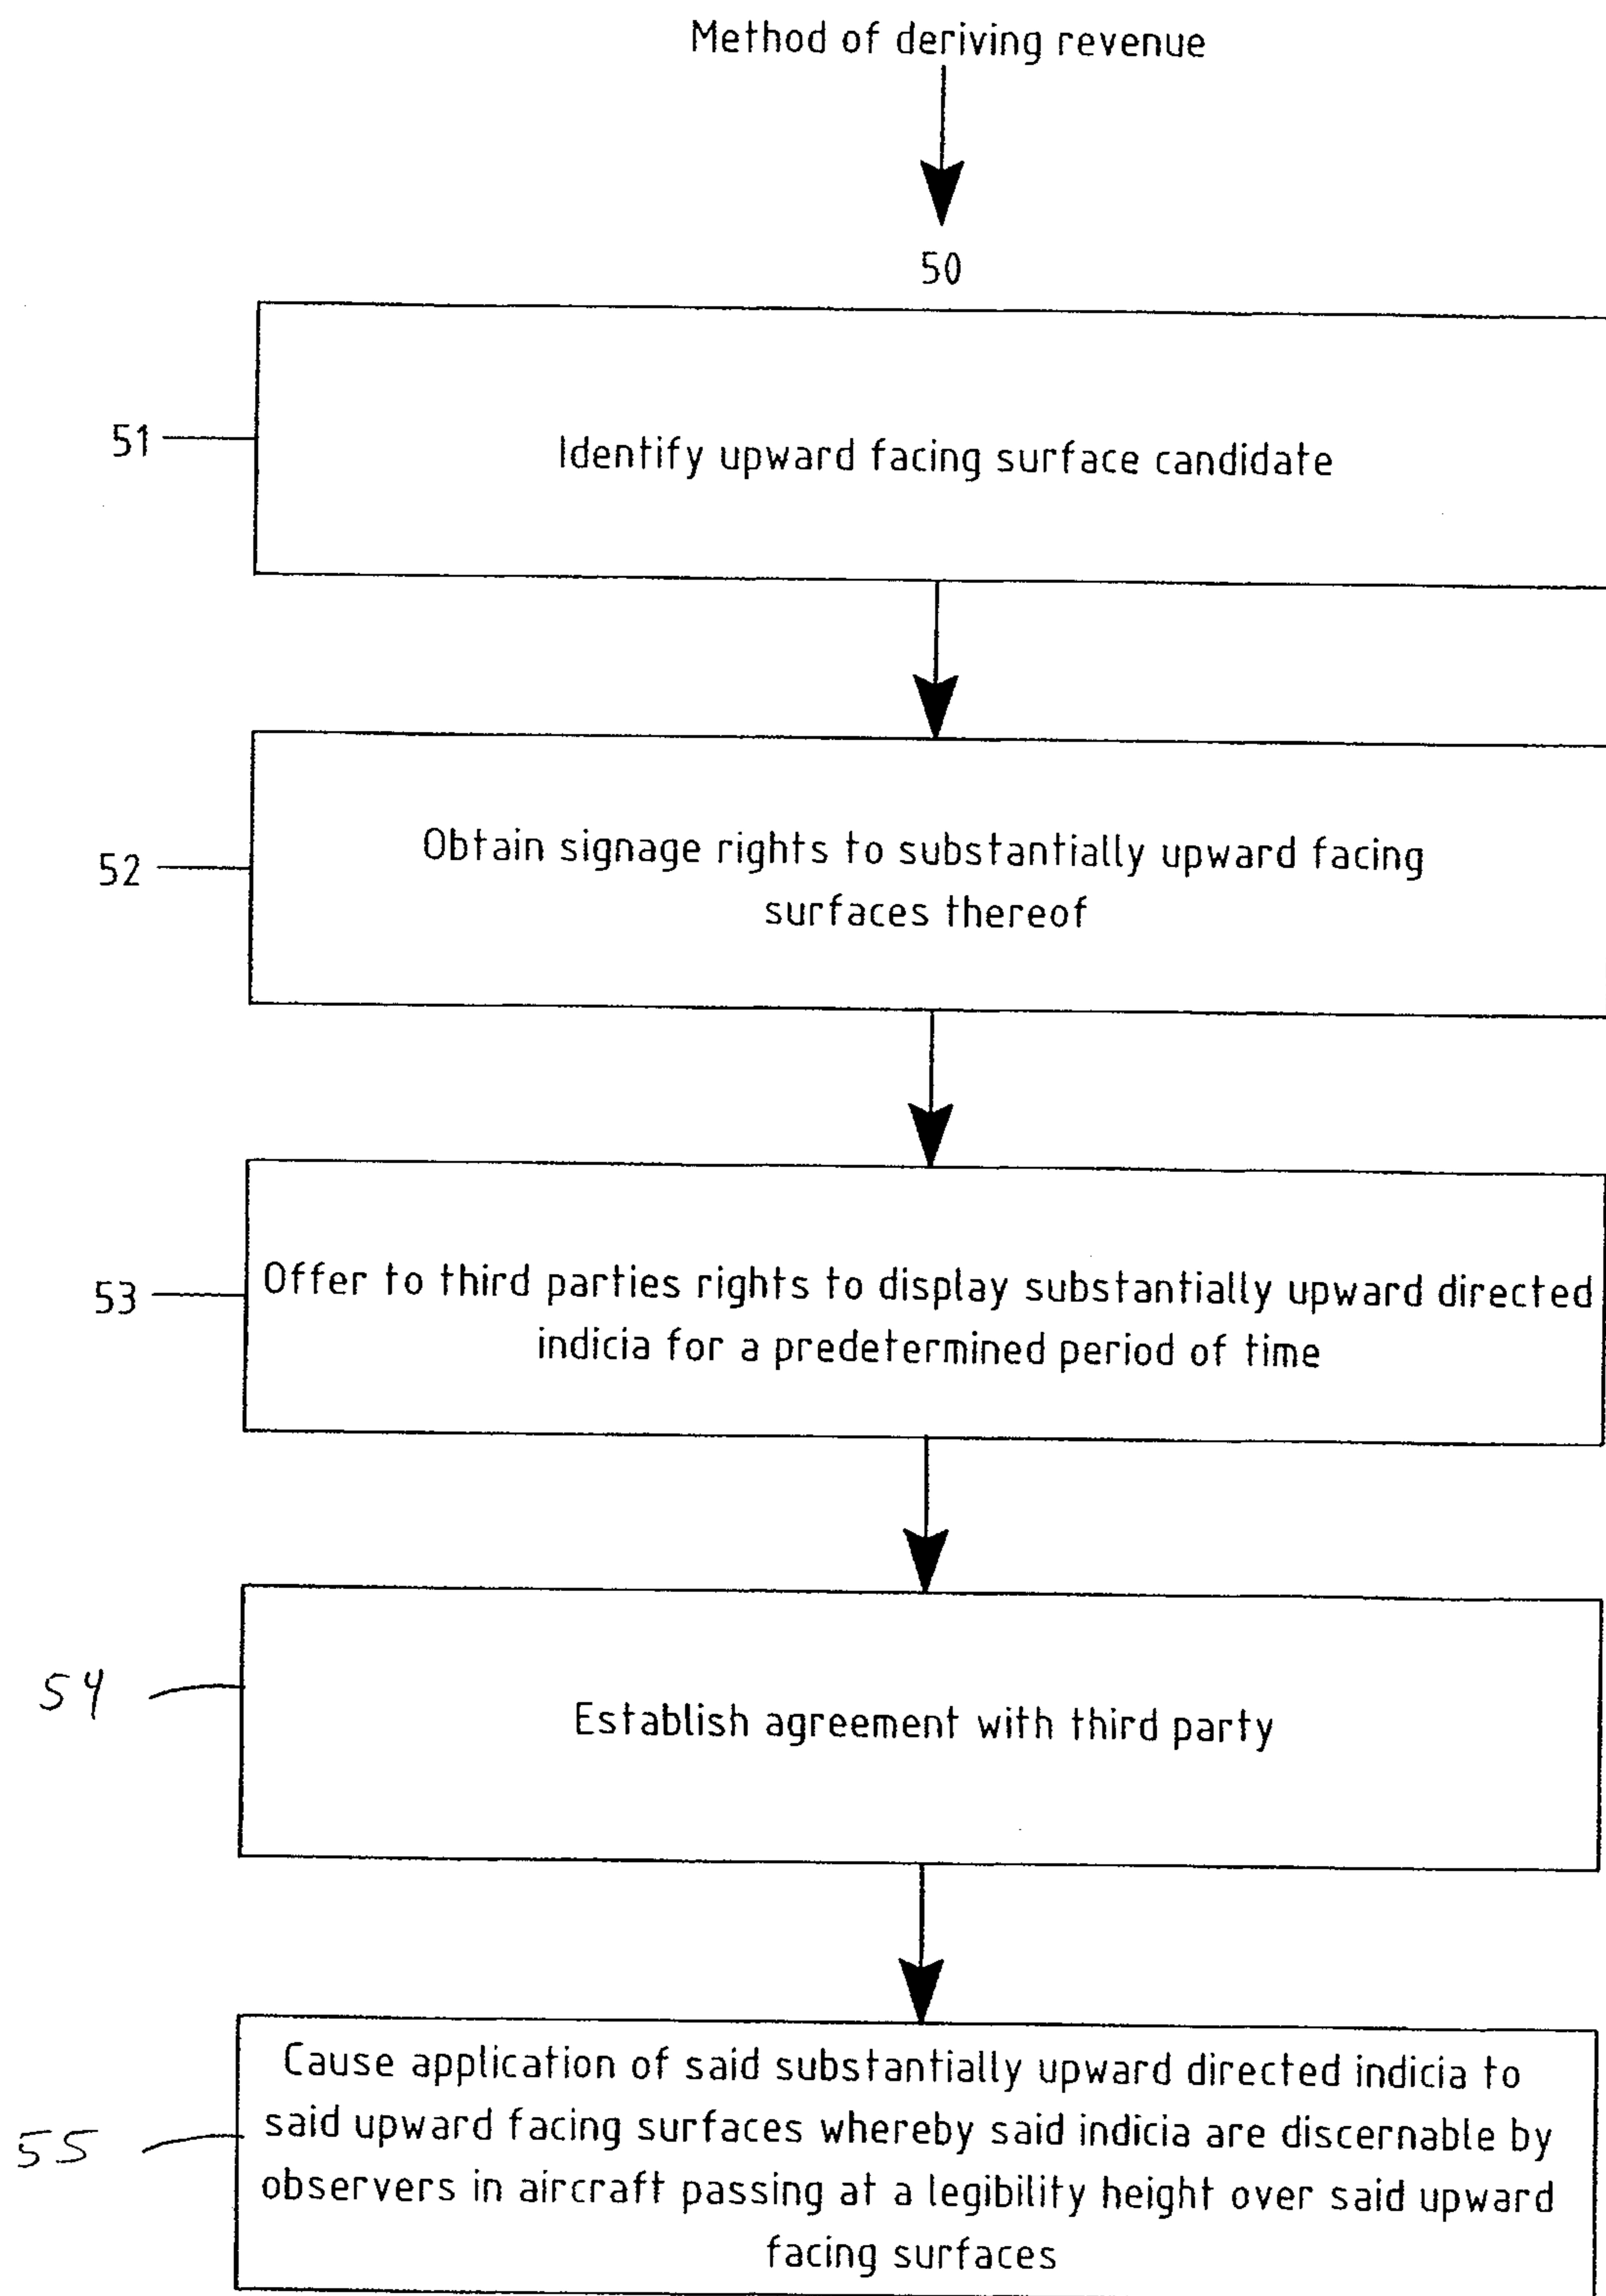 Method of deriving revenue
50
51
Identify upward facing surface candidate
52
Obtain signage rights to substantially upward facing
surfaces thereof
53
Offer to third parties rights to display substantially upward directed
indicia for a predetermined period of time
54
Establish agreement with third party
55
Cause application of said substantially upward directed indicia to
said upward facing surfaces whereby said indicia are discernable by
observers in aircraft passing at a legibility height over said upward
facing surfaces